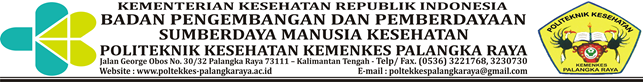 KEMENTERIAN KESEHATAN REPUBLIK INDONESIA
BADAN PENGEMBANGAN DAN PEMBERDAYAAN
SUMBERDAYA MANUSIA KESEHATAN
POLITEKNIK KESEHATAN KEMENKES PALANGKA RAYA
Jalan George Obos No. 30/32 Palangka Raya 73111 – Kalimantan Tengah - Telp/ Fax. (0536) 3221768, 3230730
Website : www.poltekkes-palangkaraya.ac.id E-mail : poltekkespalangkaraya@gmail.com
POLITEKNIK KESEHATAN
KEMENKES
PALANGKA RAYA